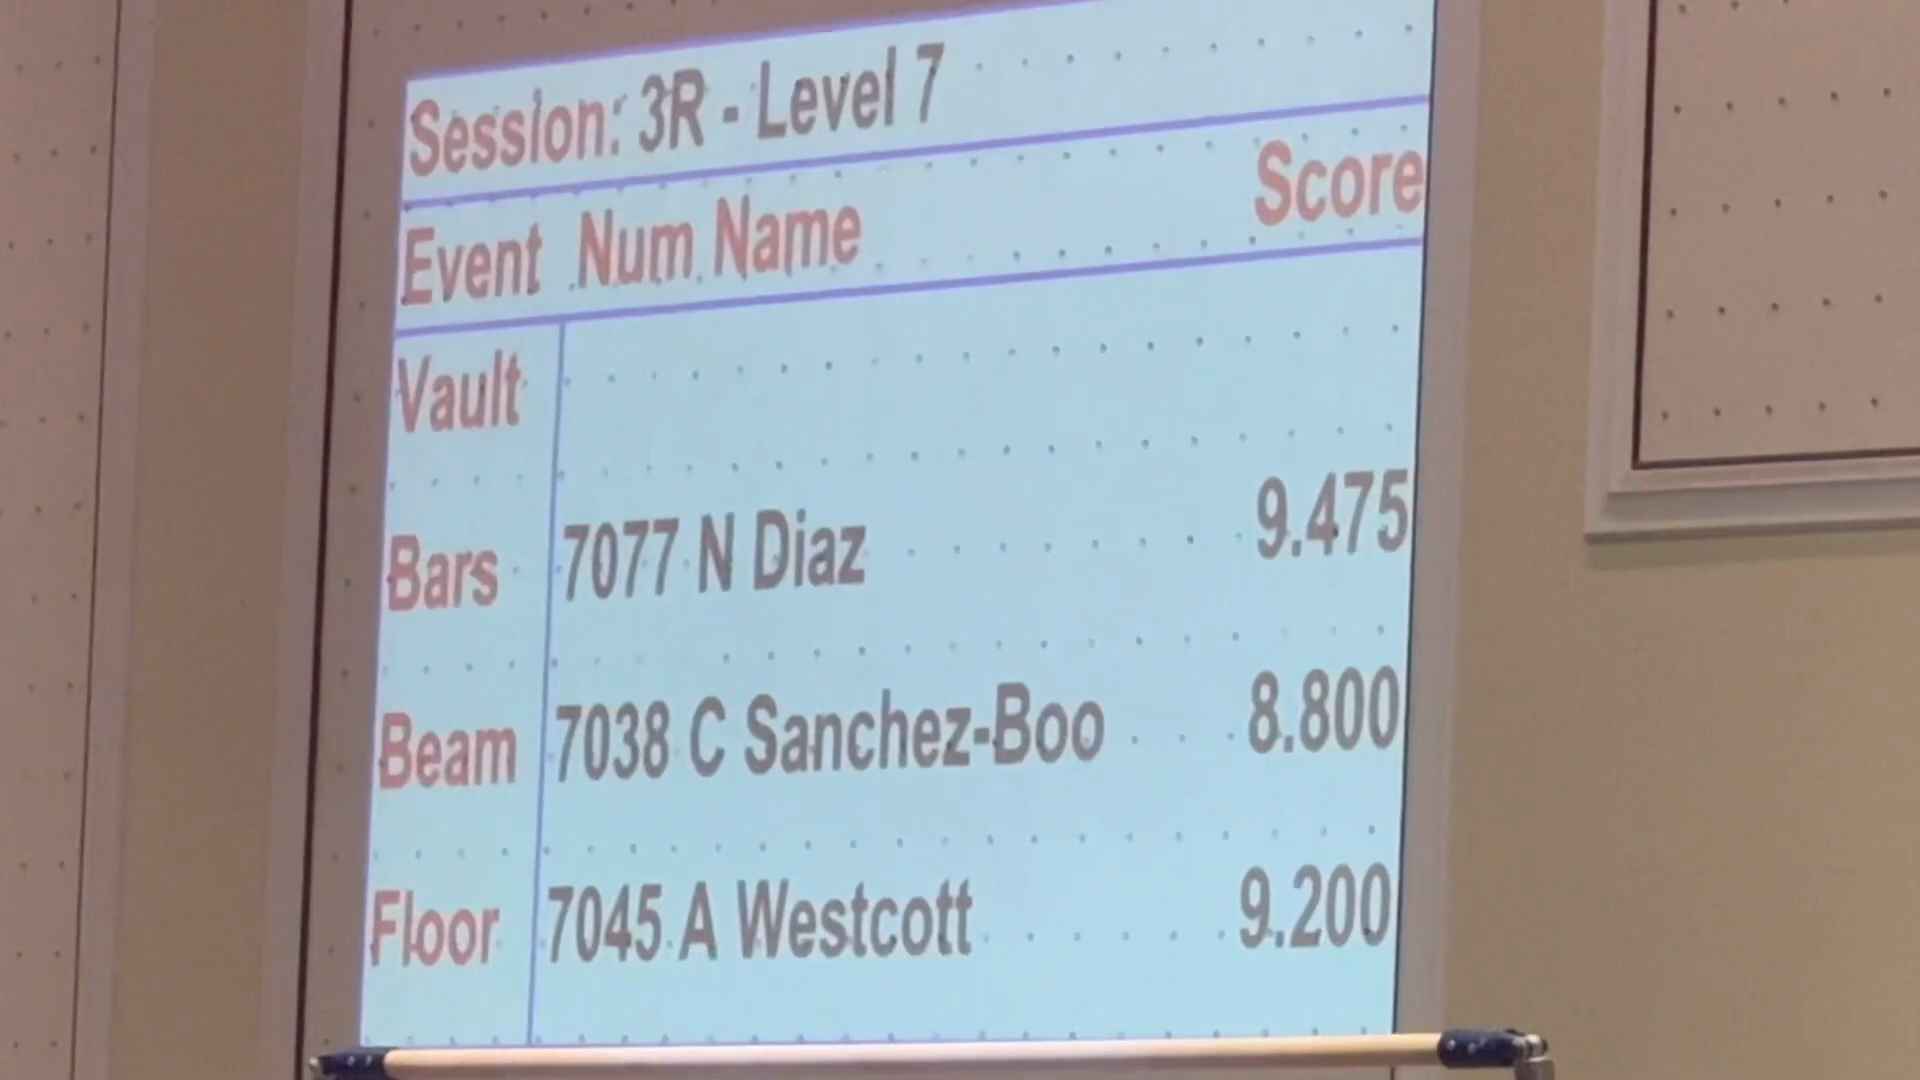 Session: 3R - Level 7
Event Num Name Score
Vault
Bars 7077 N Diaz 9.475
Beam 7038 C Sanchez-Boo 8.800
Floor 7045 A Westcott 9.200